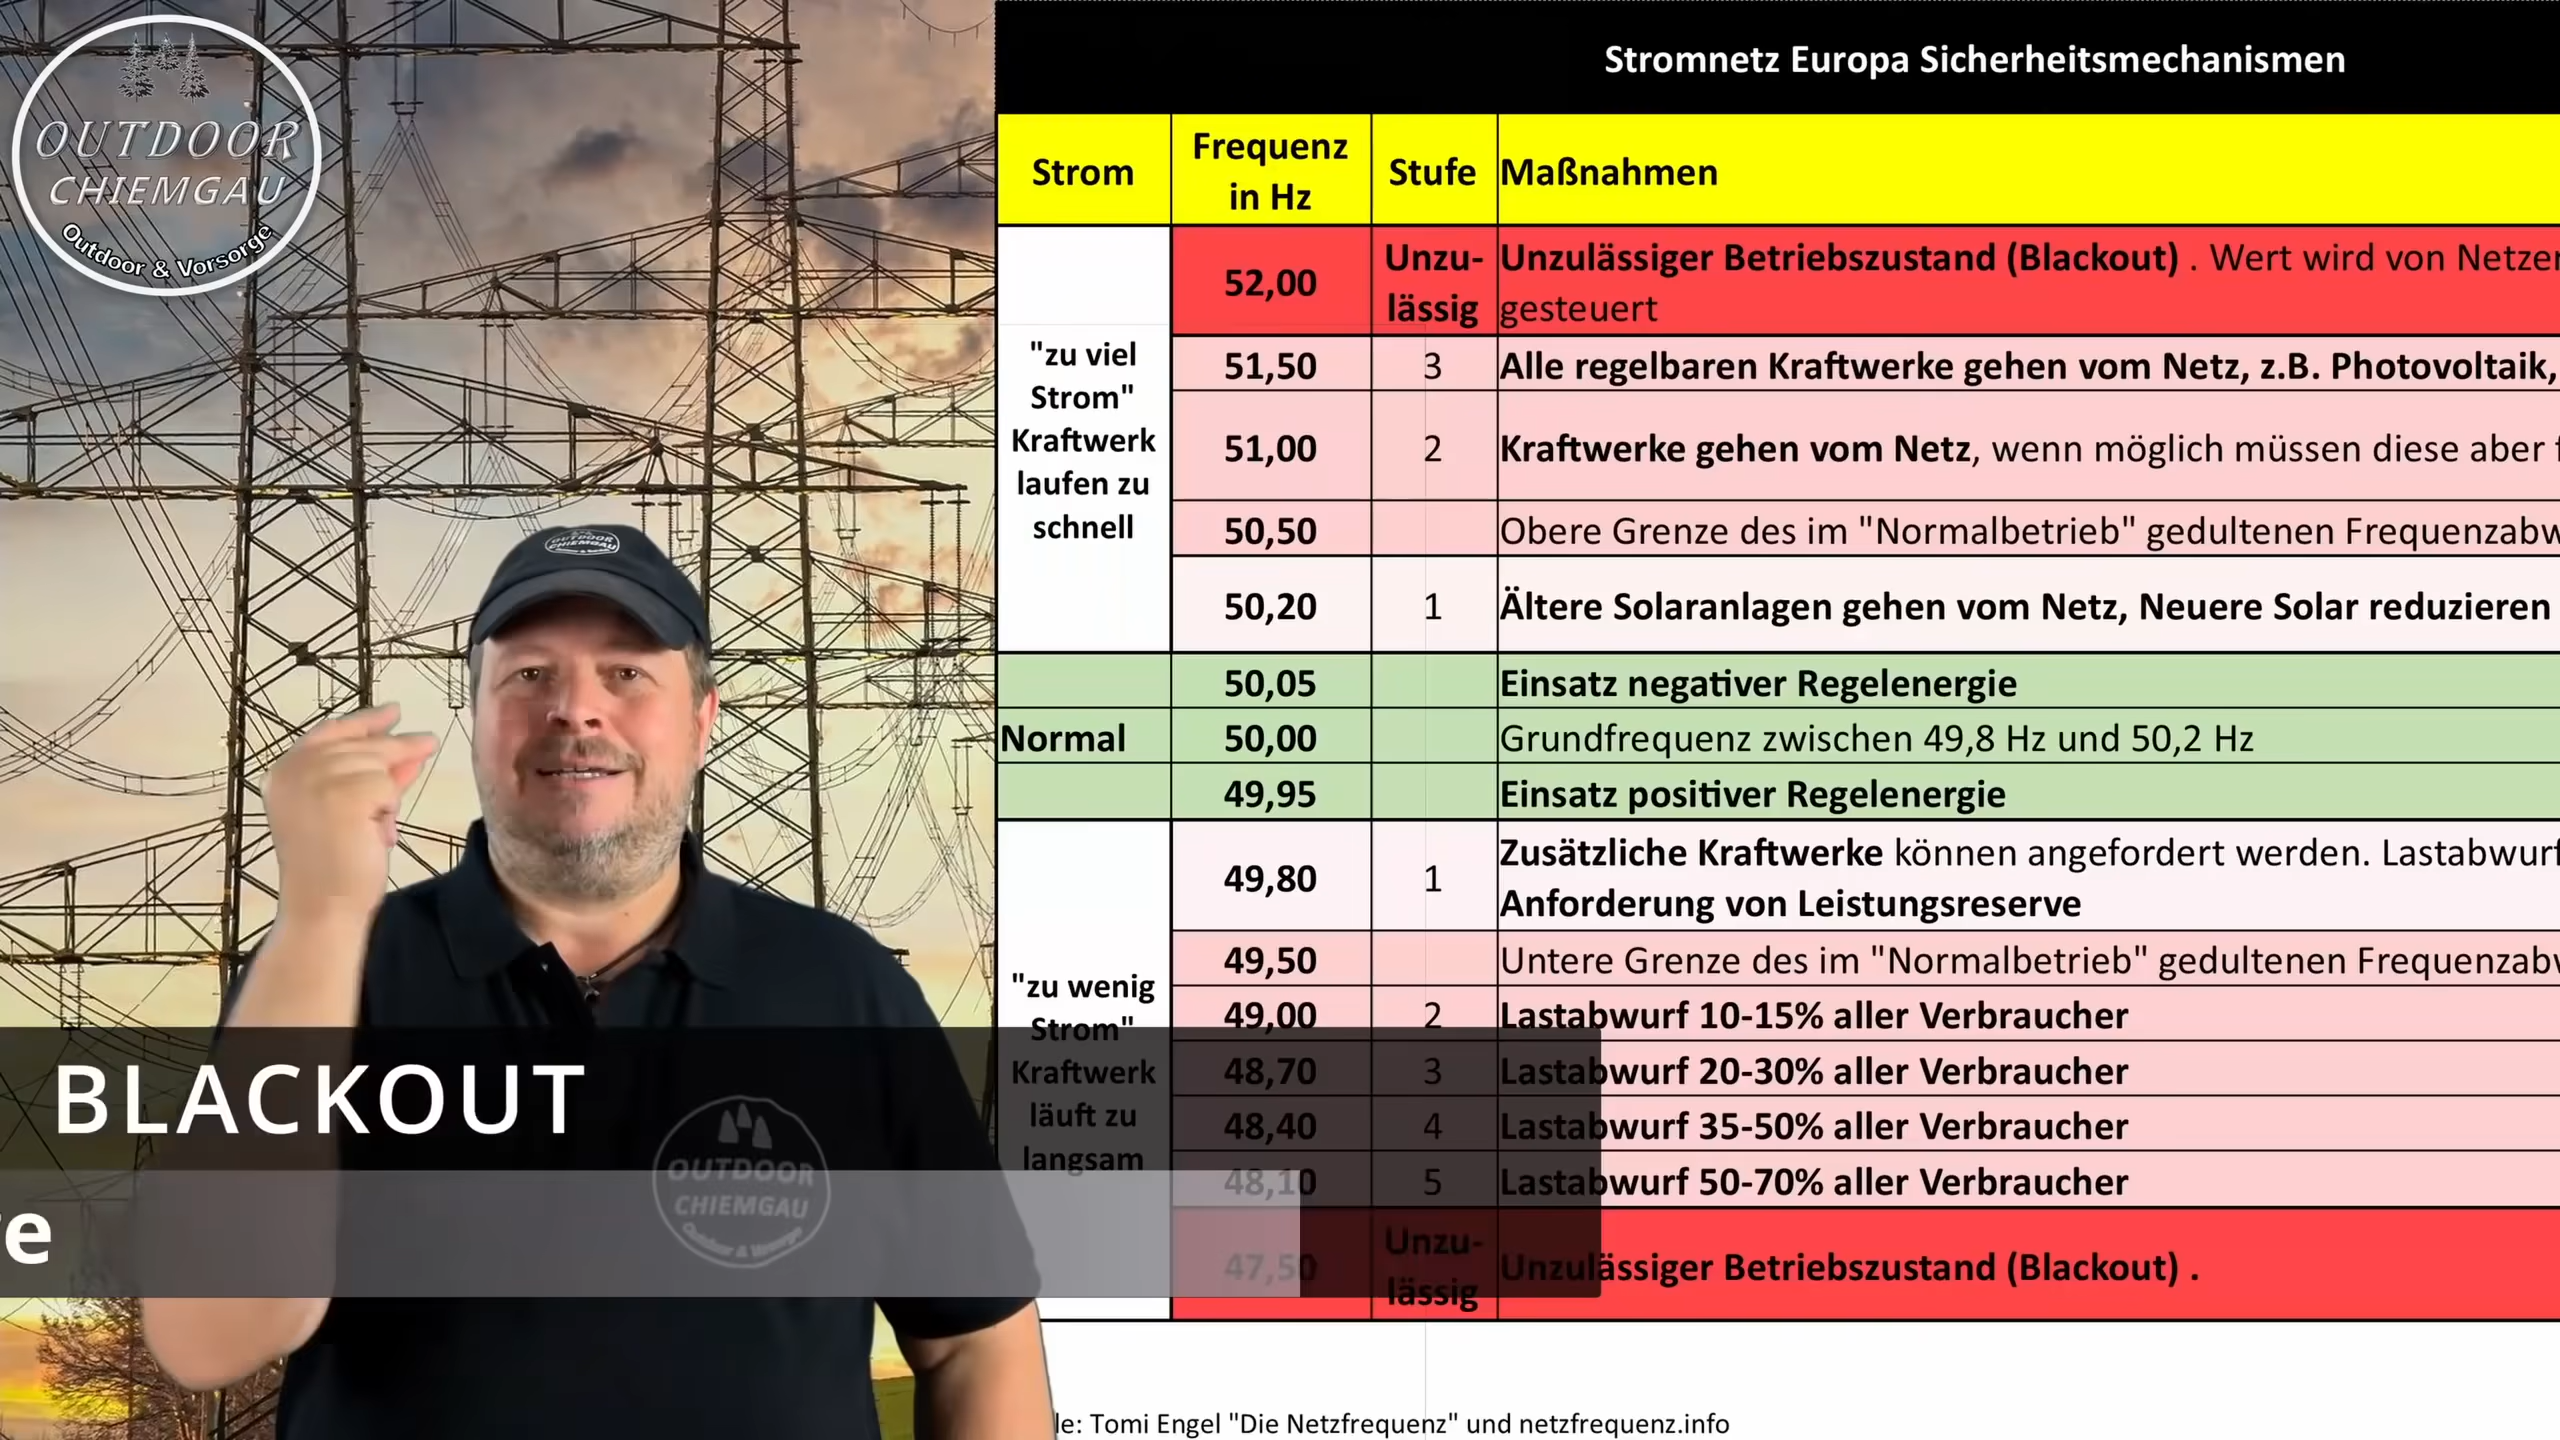 OUTDOOR
CHIEMGAU
Outdoor & Vorsorge
Stromnetz Europa Sicherheitsmechanismen
Strom
Frequenz
in Hz
Stufe
Maßnahmen
"zu viel
Strom"
Kraftwerk
laufen zu
schnell
52,00
Unzu-
lässig
Unzulässiger Betriebszustand (Blackout) . Wert wird von
gesteuert
51,50
3
Alle regelbaren Kraftwerke gehen vom Netz, z.B. Photovoltaik,
51,00
2
Kraftwerke gehen vom Netz, wenn möglich müssen diese aber
50,50
Obere Grenze des im "Normalbetrieb" gedultenen
50,20
1
Ältere Solaranlagen gehen vom Netz, Neuere Solar reduzieren
50,05
Einsatz negativer Regelenergie
Normal
50,00
Grundfrequenz zwischen 49,8 Hz und 50,2 Hz
49,95
Einsatz positiver Regelenergie
"zu wenig
Strom"
Kraftwerk
läuft zu
langsam
49,80
1
Zusätzliche Kraftwerke können angefordert werden. Lastabwurf
Anforderung von Leistungsreserve
49,50
Untere Grenze des im "Normalbetrieb" gedultenen
49,00
2
Lastabwurf 10-15% aller Verbraucher
48,70
3
Lastabwurf 20-30% aller Verbraucher
48,40
4
Lastabwurf 35-50% aller Verbraucher
48,10
5
Lastabwurf 50-70% aller Verbraucher
47,50
Unzu-
lässig
Unzulässiger Betriebszustand (Blackout) .
Tomi Engel "Die Netzfrequenz" und netzfrequenz.info
OUTDOOR
CHIEMGAU
BLACKOUT
OUTDOOR
CHIEMGAU
Outdoor & Vorsorge